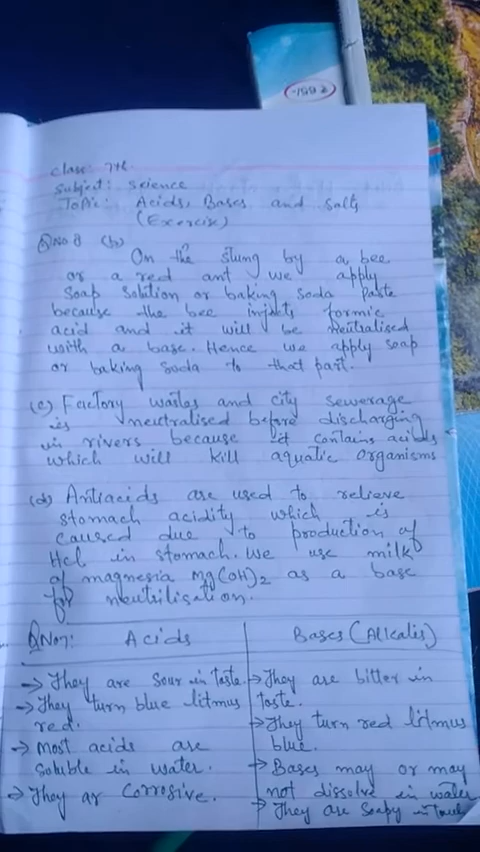 Class: 7th.
Subject: Science
Topic: Acids, Bases and Salts
(Exercise)
QNo 8 (b)
On the stung by a bee
or a red ant we apply
Soap Solution or baking Soda Paste
because the bee injects formic
acid and it will be Neutralised
with a base. Hence we apply soap
or baking soda to that part.
(c) Factory wastes and city sewerage
is neutralised before discharging
in rivers because it contains acids
which will kill aquatic organisms
(d) Antiacids are used to relieve
stomach acidity which is
caused due to production of
Hcl in stomach. We use milk
of magnesia Mg(OH)2 as a base
for neutrilisation.
QNo7: Acids
Bases (Alkalis)
→ They are sour in taste.
→ They turn blue litmus
red.
→ Most acids are
Soluble in water.
→ They ar Corrosive.
→ They are bitter in
taste.
→ They turn red litmus
blue.
→ Bases may or may
not dissolve in water
→ They are Soapy in touch